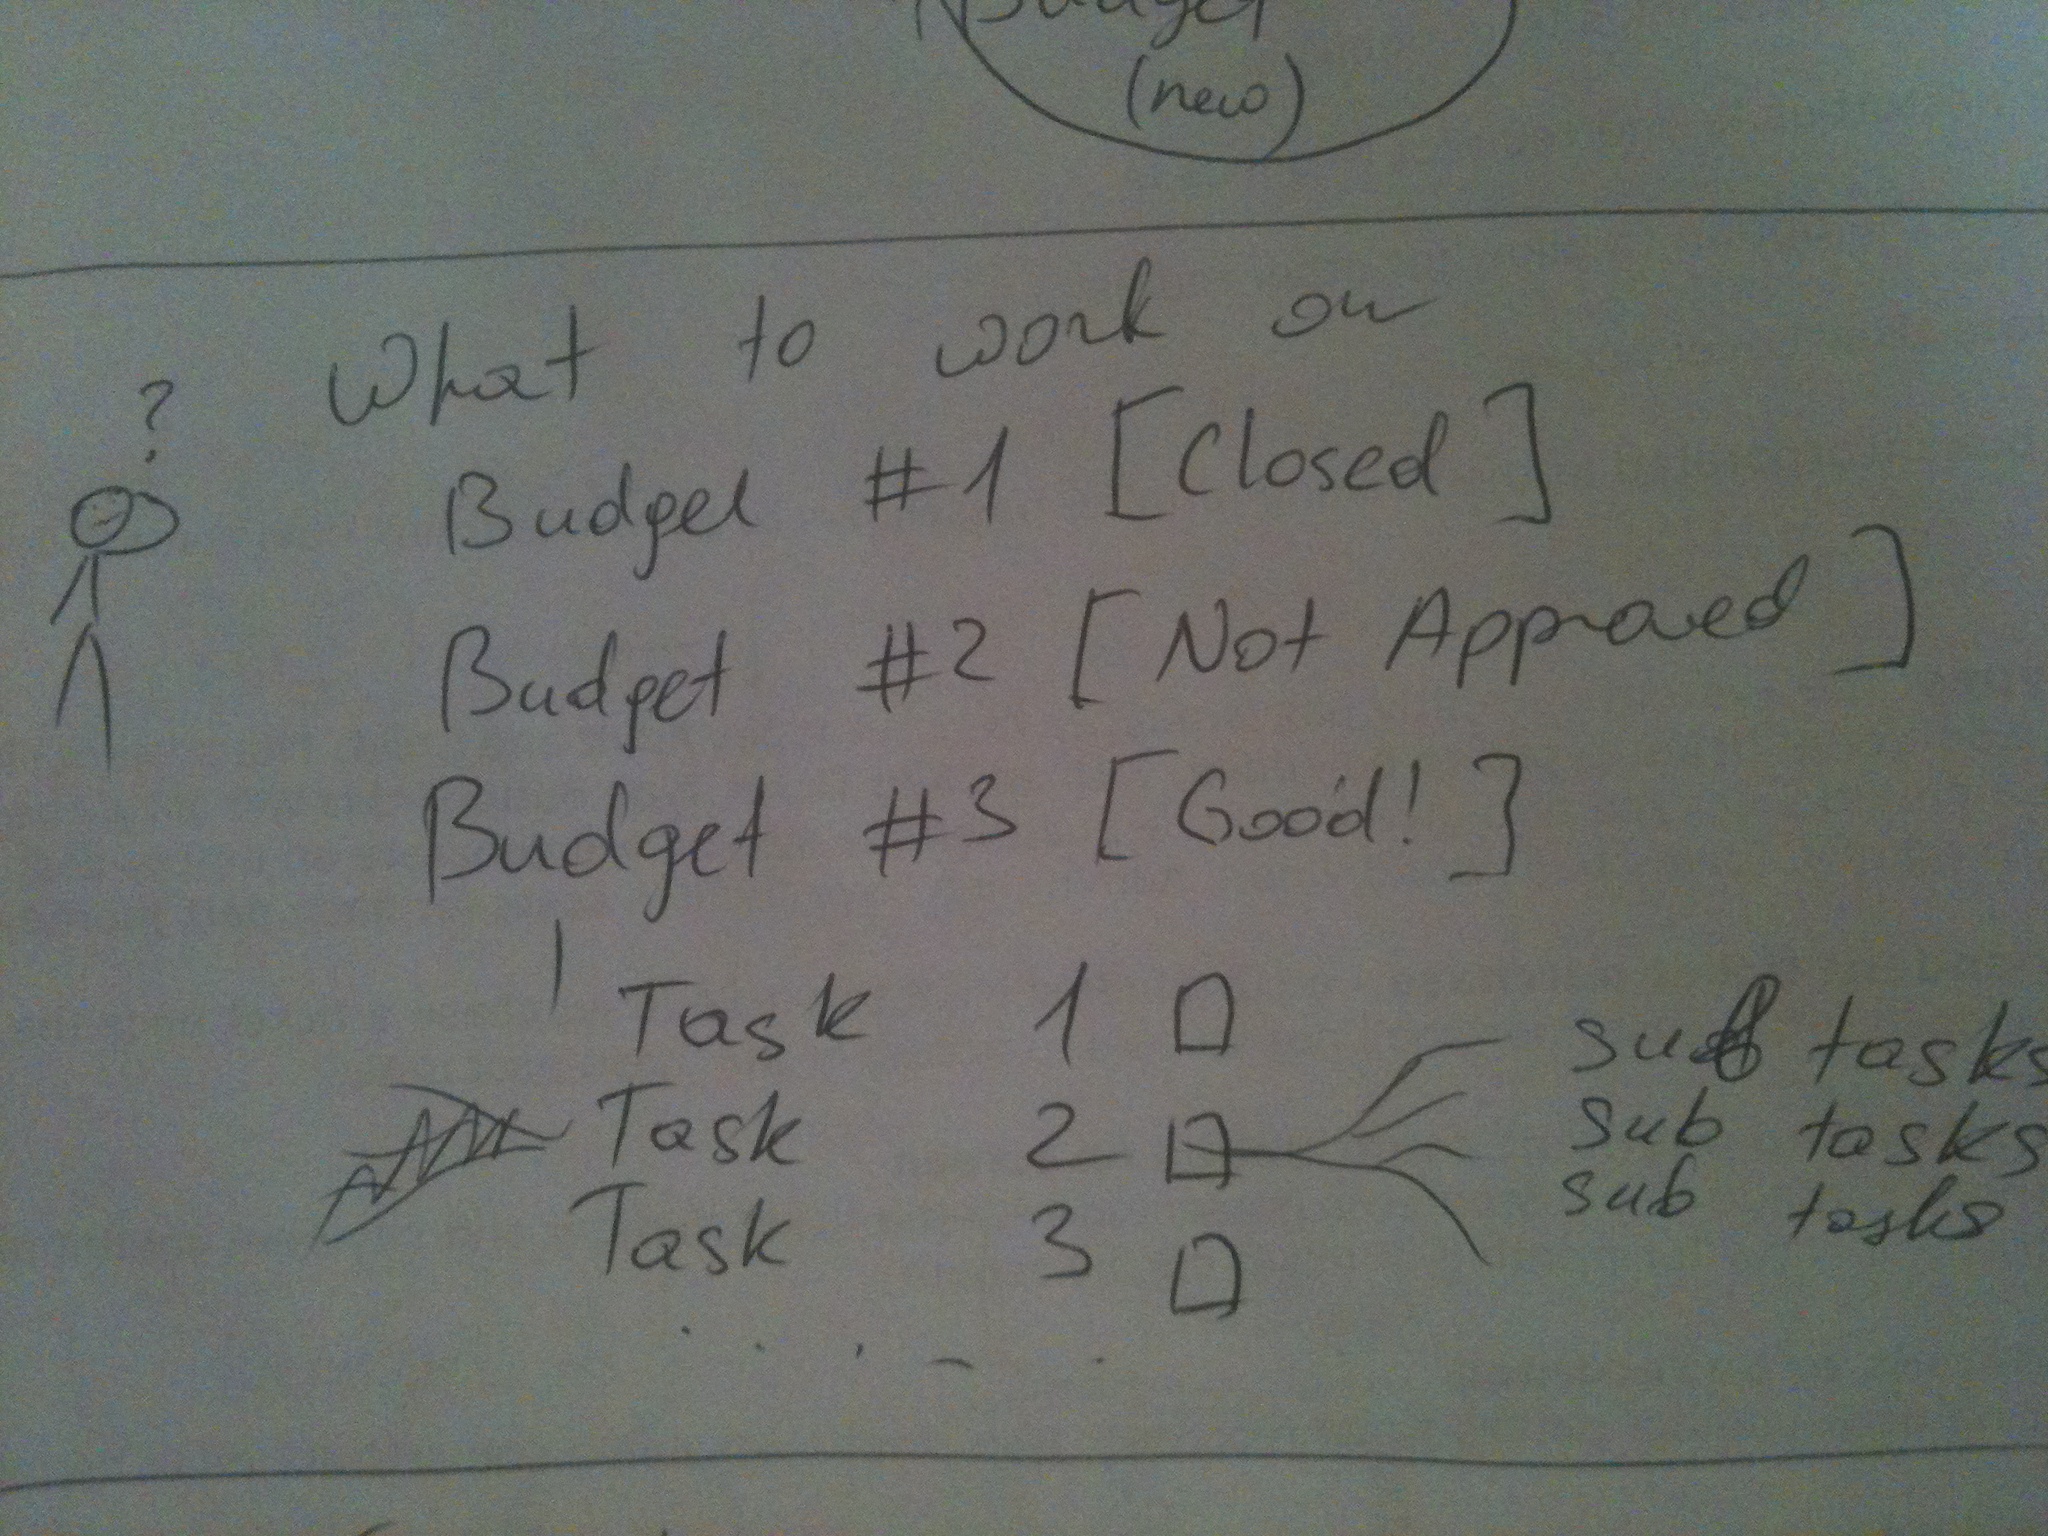 Budget
(new)
What to work on
?
Budget #1 [Closed]
Budget #2 [Not Approved]
Budget #3 [Good!]
Task 1
sub tasks
Task 2
sub tasks
sub tasks
Task 3